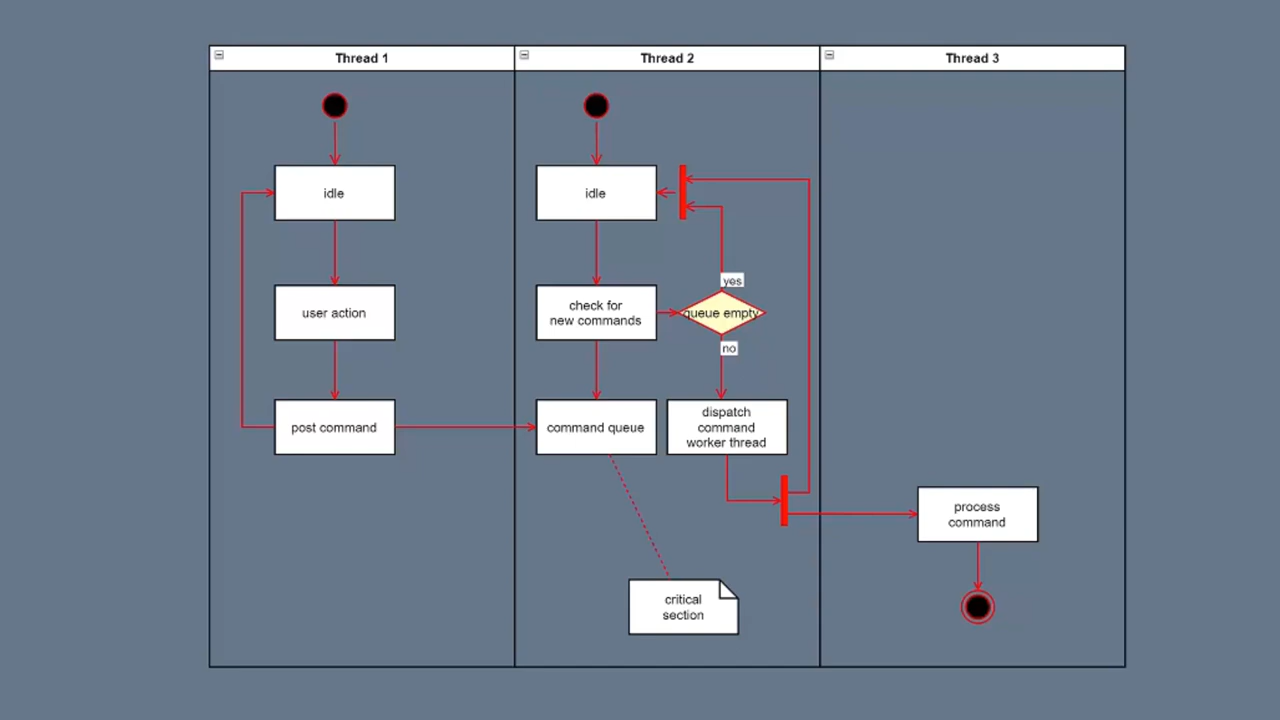 Thread 1
Thread 2
Thread 3
idle
user action
post command
idle
check for
new commands
command queue
yes
queue empty
no
dispatch
command
worker thread
critical
section
process
command